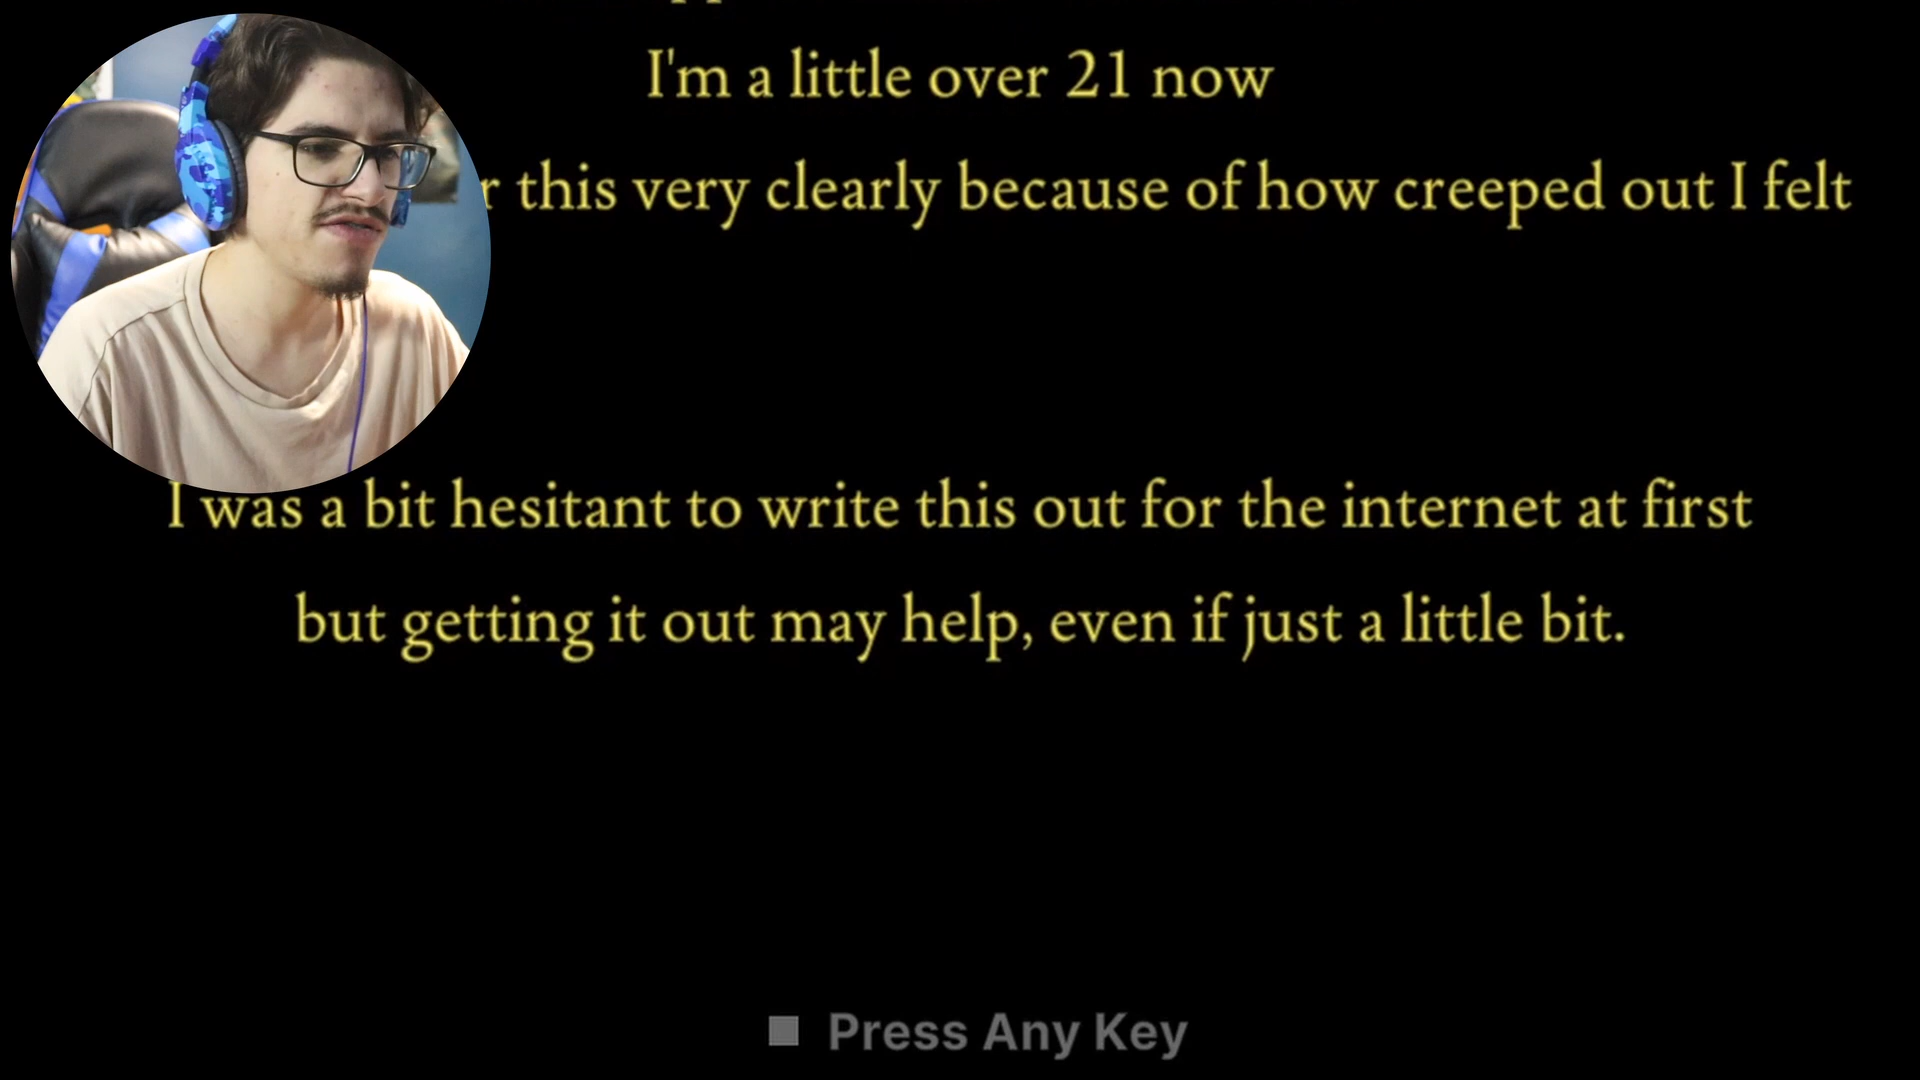 I'm a little over 21 now
this very clearly because of how creeped out I felt
I was a bit hesitant to write this out for the internet at first
but getting it out may help, even if just a little bit.
Press Any Key